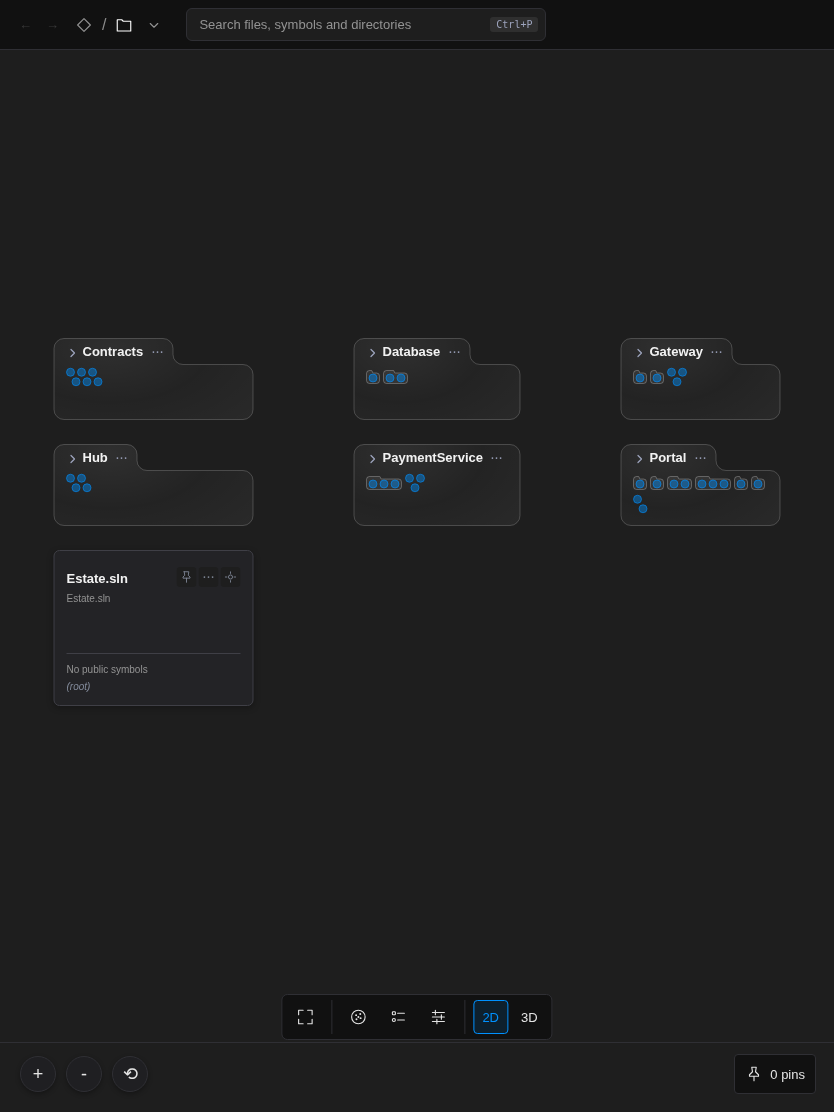 /
Search files, symbols and directories Ctrl+P
Contracts ···
Database ···
Gateway ···
Hub ···
PaymentService ···
Portal ···
Estate.sln ···
Estate.sln
No public symbols
(root)
2D 3D
+ - 0 pins